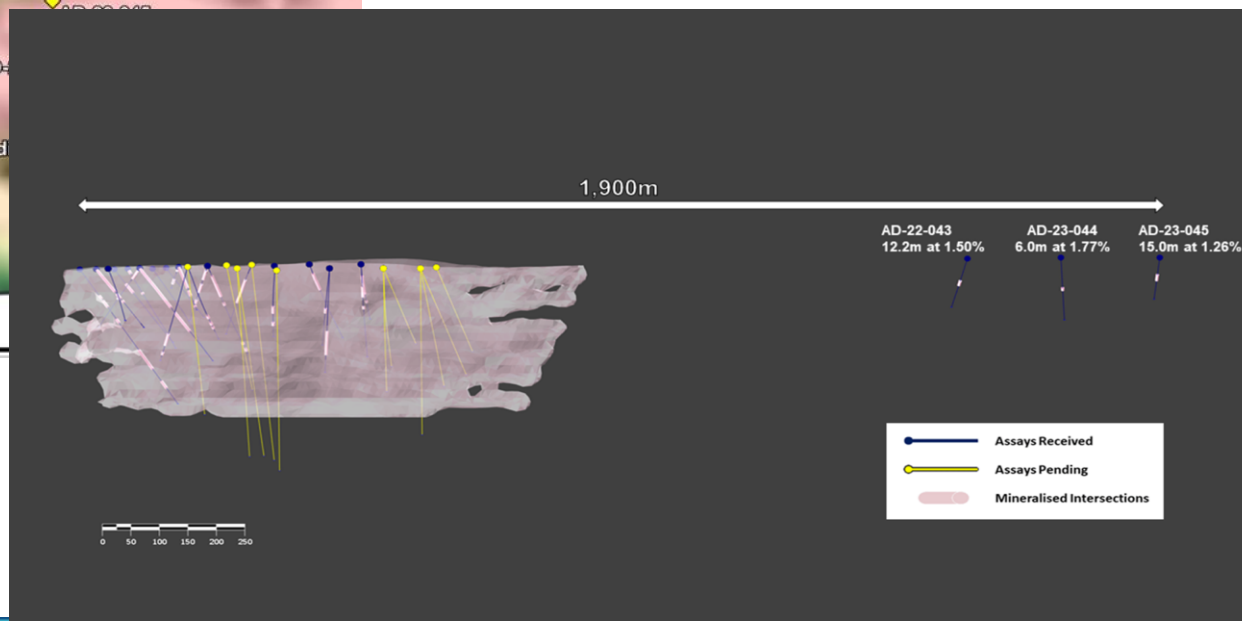 1,900m
AD-22-043
12.2m at 1.50%
AD-23-044
6.0m at 1.77%
AD-23-045
15.0m at 1.26%
Assays Received
Assays Pending
Mineralised Intersections
0 50 100 150 200 250